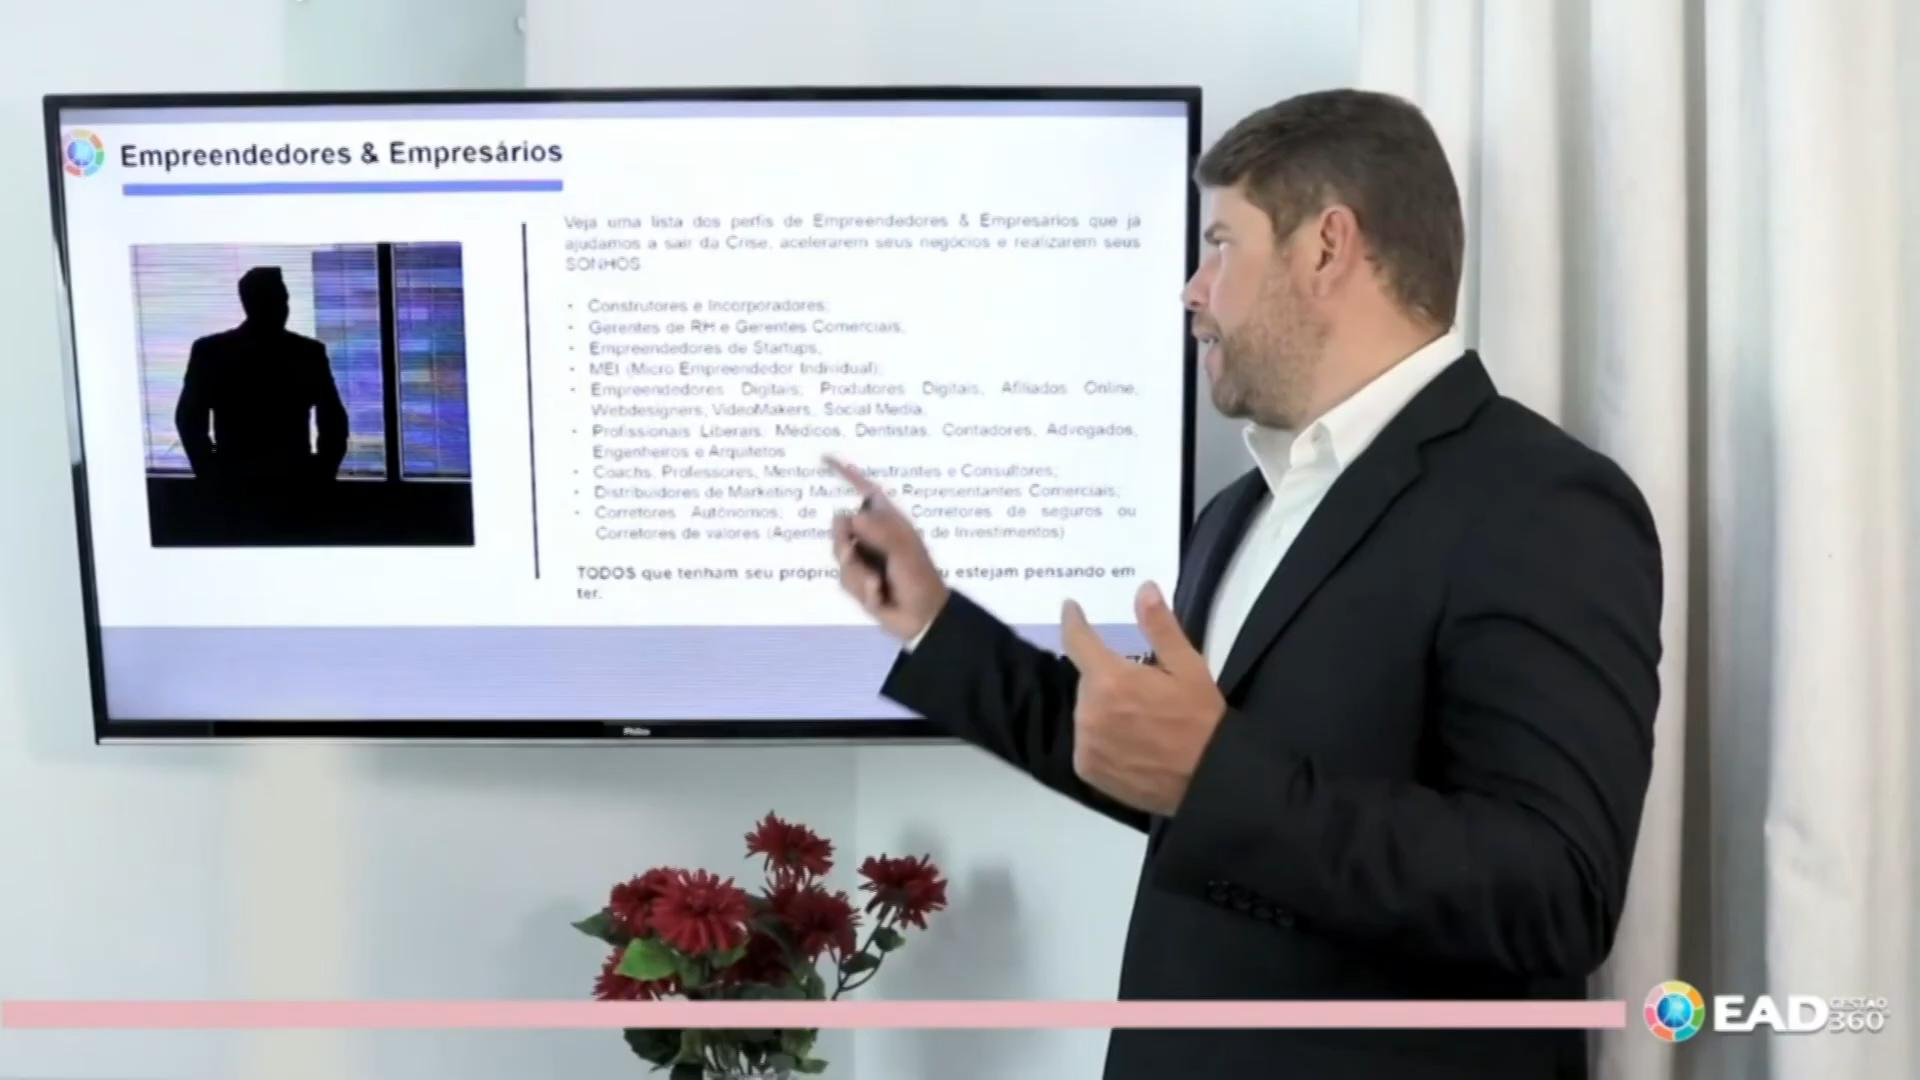 Empreendedores & Empresários
Veja uma lista dos perfis de Empreendedores & Empresarios que já
ajudamos a sair da Crise, acelerarem seus negócios e realizarem seus
SONHOS
• Construtores e Incorporadores;
• Gerentes de RH e Gerentes Comerciais,
• Empreendedores de Startups,
• MEI (Micro Empreendedor Individual);
• Empreendedores Digitais; Produtores Digitais, Afiliados Online,
Webdesigners, VideoMakers, Social Media,
• Profissionais Liberais: Médicos, Dentistas, Contadores, Advogados,
Engenheiros e Arquitetos
• Coachs, Professores, Mentores, Palestrantes e Consultores;
• Distribuidores de Marketing e Representantes Comerciais;
• Corretores Autônomos; de Corretores de seguros ou
Corretores de valores (Agentes de Investimentos)
TODOS que tenham seu próprio estejam pensando em
ter.
Philco
EAD GESTÃO
360º